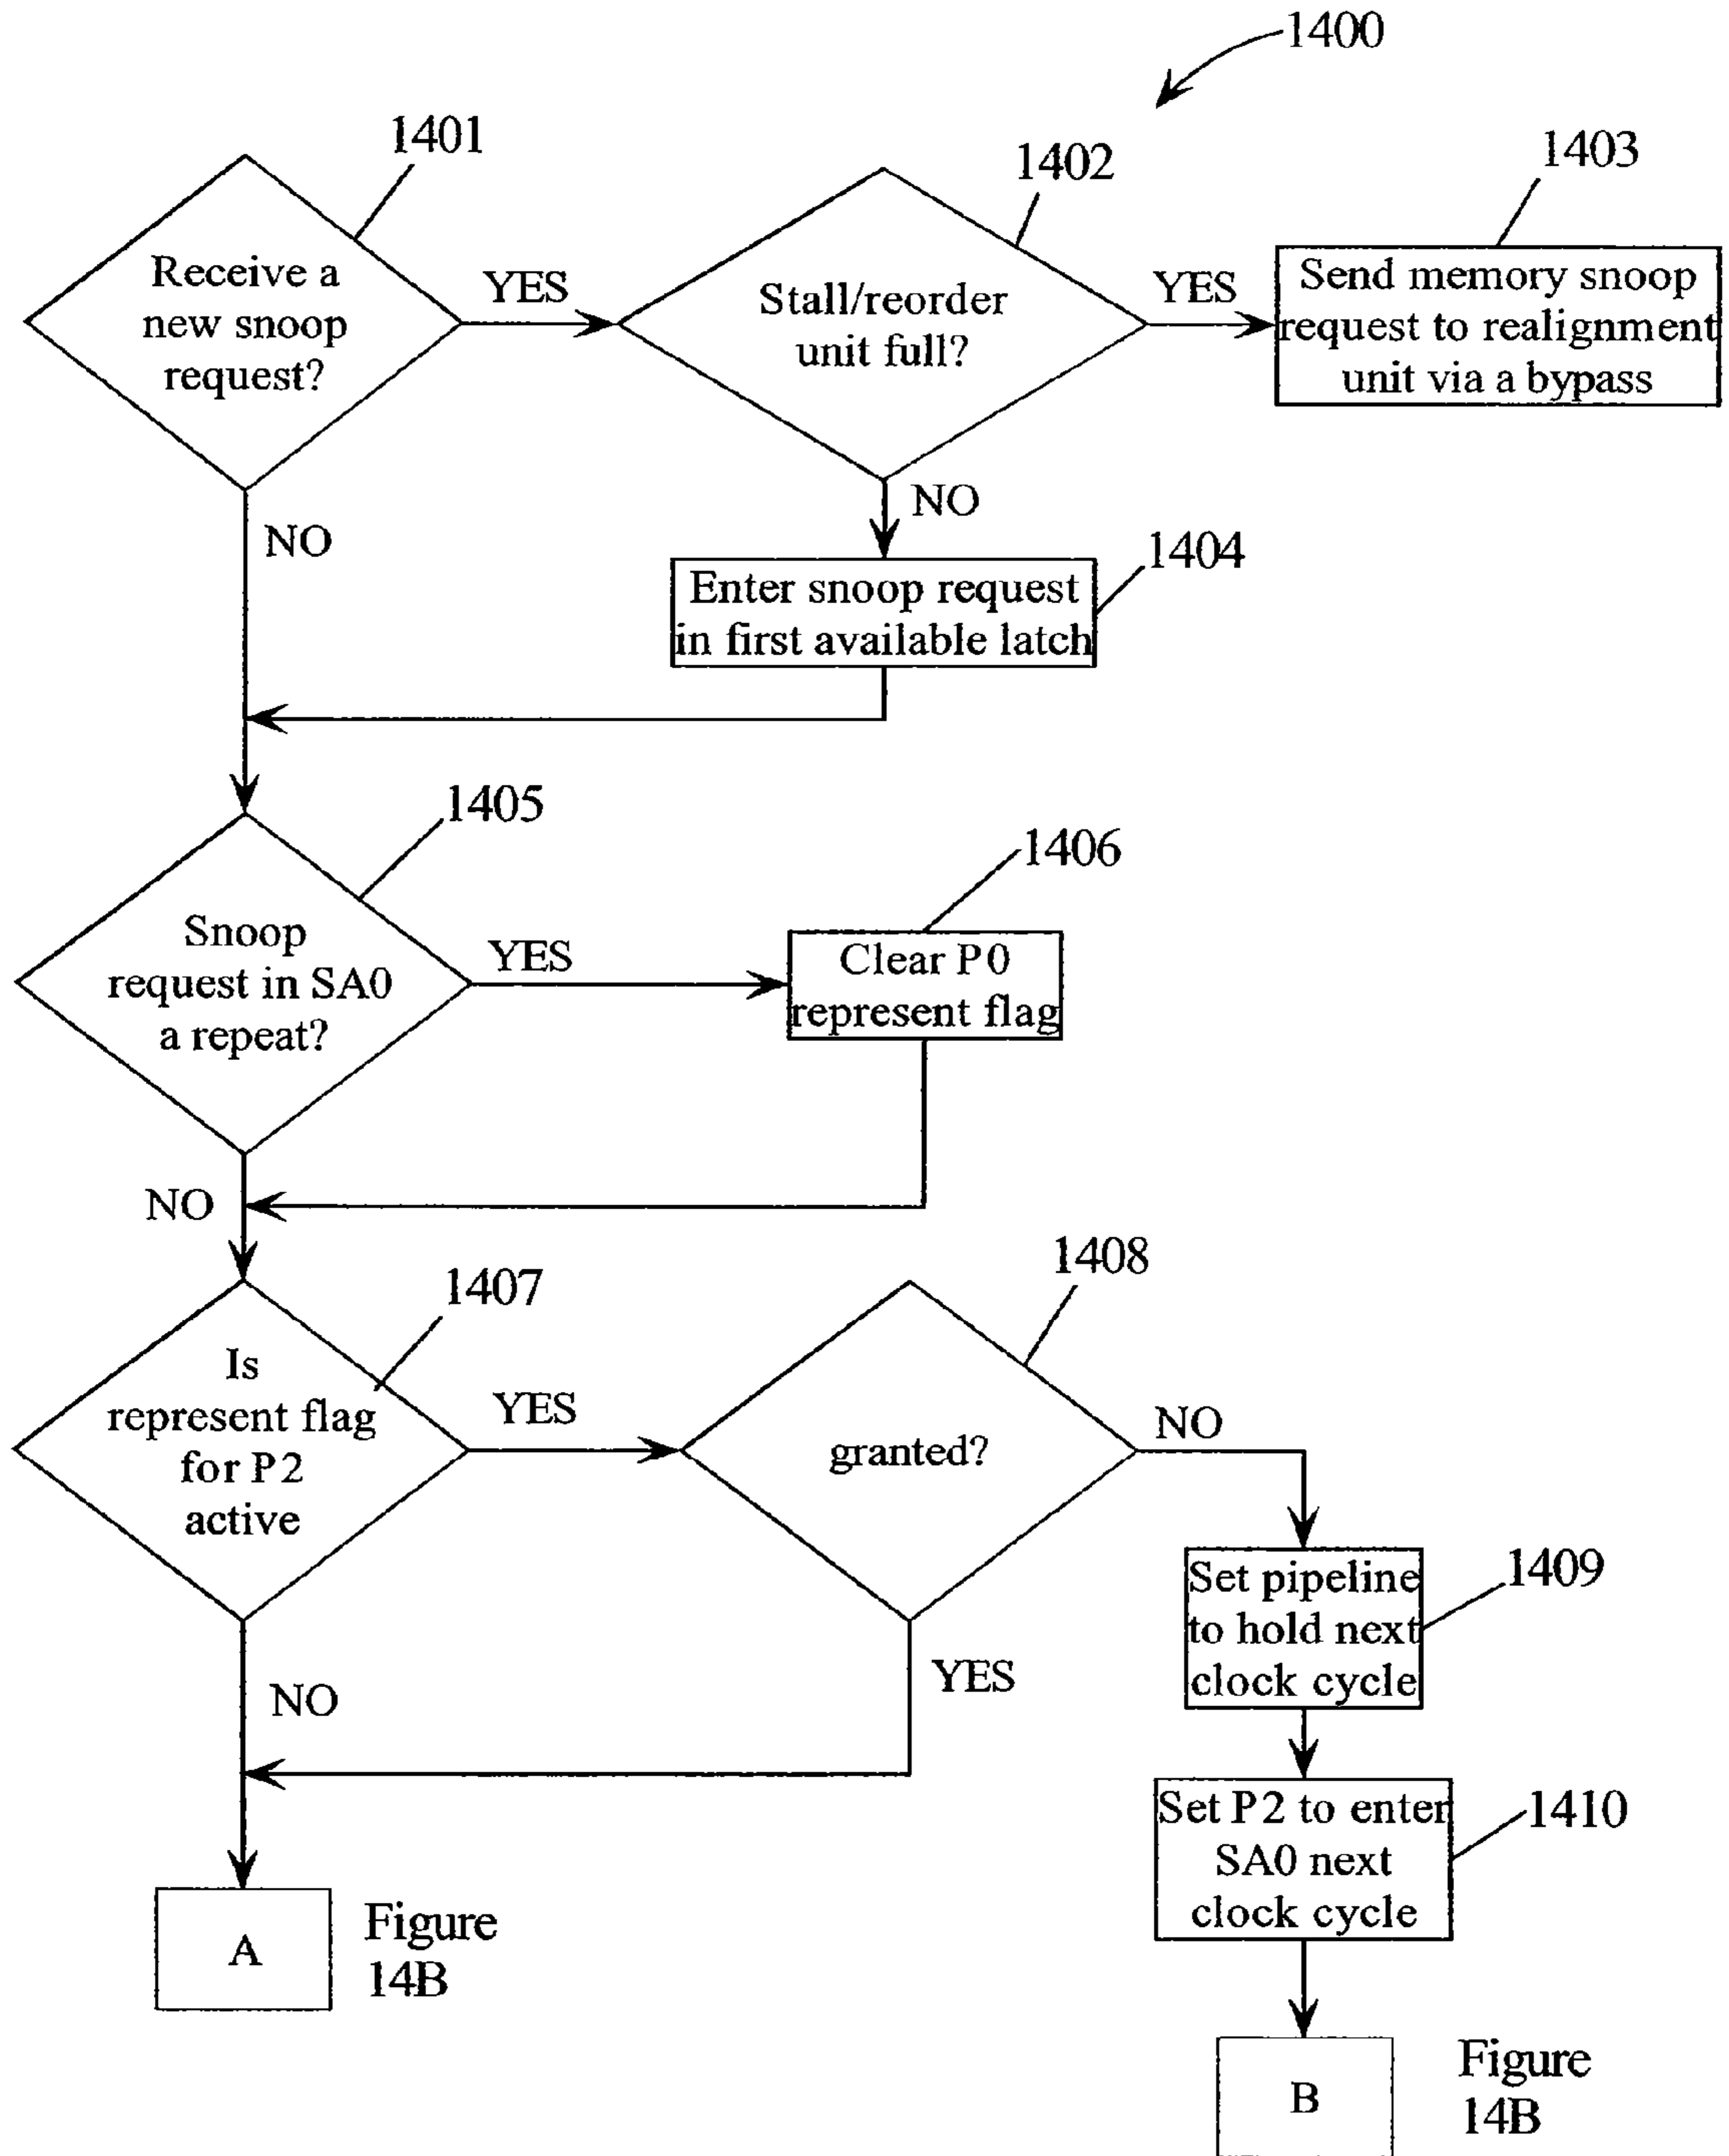 1400
1401
1402
1403
Receive a
new snoop
request?
YES
Stall/reorder
unit full?
YES
Send memory snoop
request to realignment
unit via a bypass
NO
NO
1404
Enter snoop request
in first available latch
1405
1406
Snoop
request in SA0
a repeat?
YES
Clear P0
represent flag
NO
1407
1408
Is
represent flag
for P2
active
YES
granted?
NO
1409
Set pipeline
to hold next
clock cycle
NO
YES
1410
Set P2 to enter
SA0 next
clock cycle
A
Figure
14B
B
Figure
14B